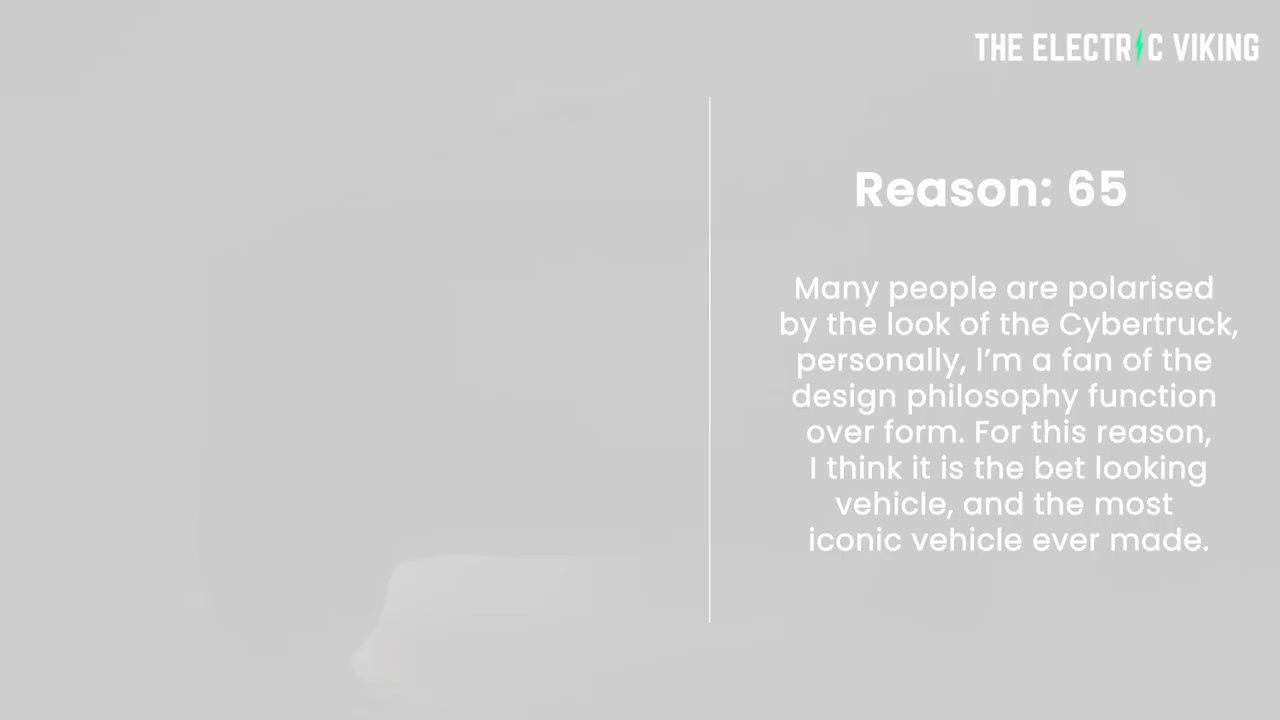 THE ELECTRIC VIKING
Reason: 65
Many people are polarised
by the look of the Cybertruck,
personally, I’m a fan of the
design philosophy function
over form. For this reason,
I think it is the bet looking
vehicle, and the most
iconic vehicle ever made.